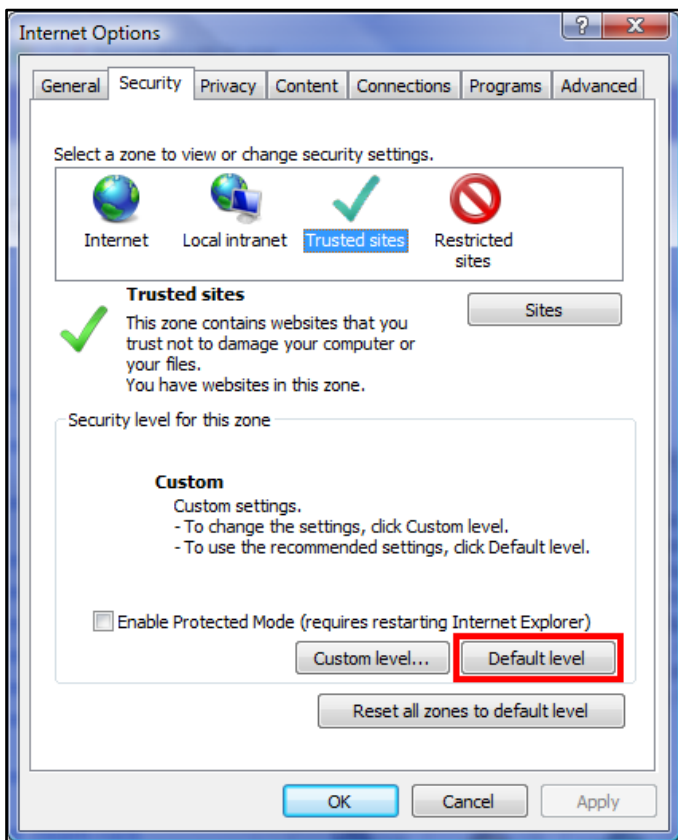 Internet Options
General Security Privacy Content Connections Programs Advanced
Select a zone to view or change security settings.
Internet Local intranet Trusted sites Restricted
sites
Trusted sites
Sites
This zone contains websites that you
trust not to damage your computer or
your files.
You have websites in this zone.
Security level for this zone
Custom
Custom settings.
- To change the settings, click Custom level.
- To use the recommended settings, click Default level.
Enable Protected Mode (requires restarting Internet Explorer)
Custom level... Default level
Reset all zones to default level
OK Cancel Apply